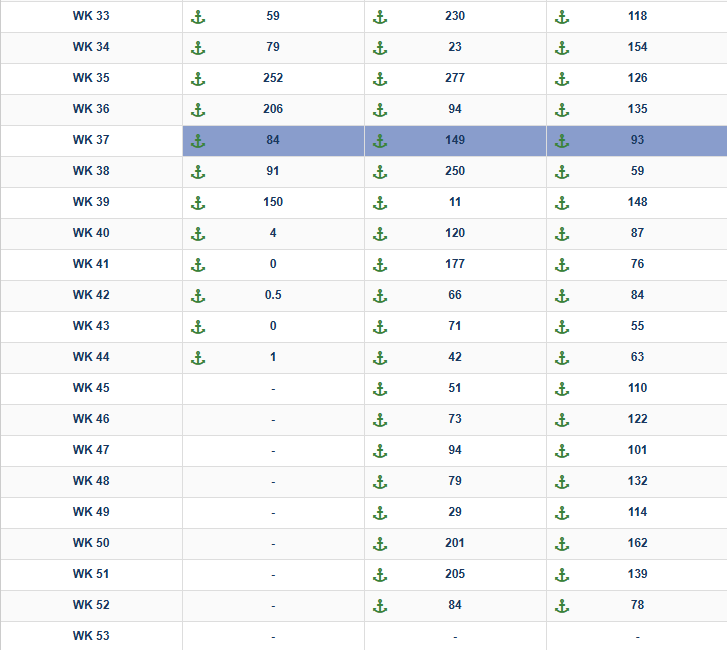 WK 33 59 230 118
WK 34 79 23 154
WK 35 252 277 126
WK 36 206 94 135
WK 37 84 149 93
WK 38 91 250 59
WK 39 150 11 148
WK 40 4 120 87
WK 41 0 177 76
WK 42 0.5 66 84
WK 43 0 71 55
WK 44 1 42 63
WK 45 - 51 110
WK 46 - 73 122
WK 47 - 94 101
WK 48 - 79 132
WK 49 - 29 114
WK 50 - 201 162
WK 51 - 205 139
WK 52 - 84 78
WK 53 - - -